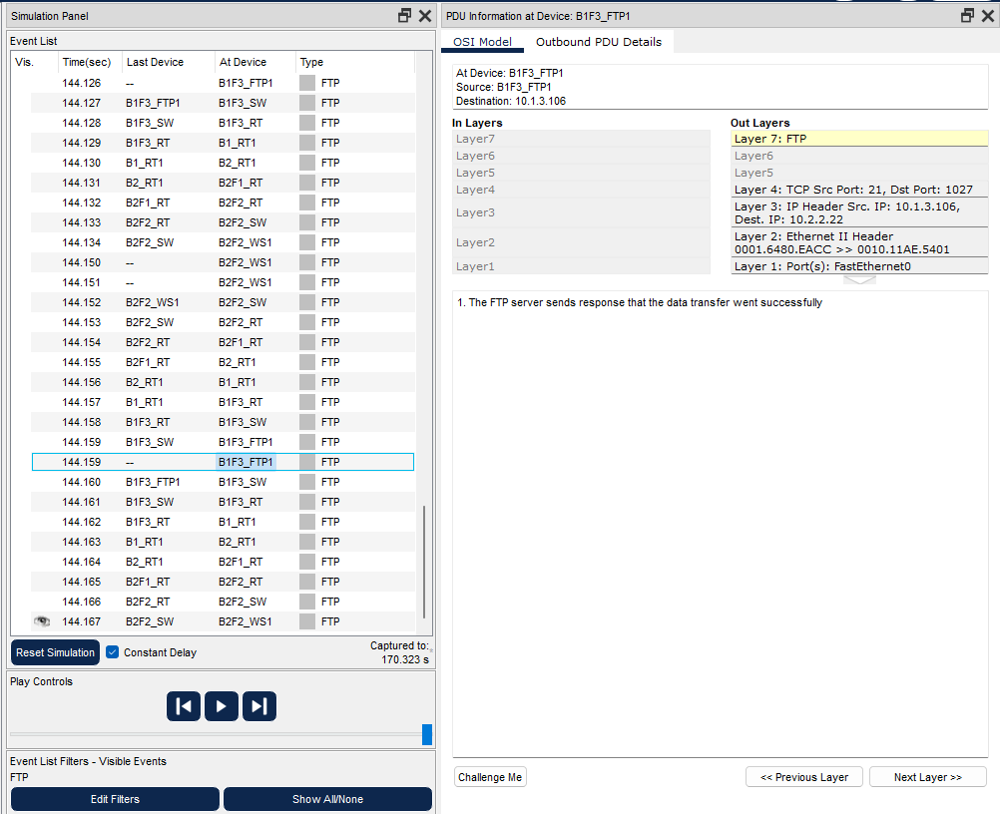 Simulation Panel
Event List
Vis. Time(sec) Last Device At Device Type
144.126 -- B1F3_FTP1 FTP
144.127 B1F3_FTP1 B1F3_SW FTP
144.128 B1F3_SW B1F3_RT FTP
144.129 B1F3_RT B1_RT1 FTP
144.130 B1_RT1 B2_RT1 FTP
144.131 B2_RT1 B2F1_RT FTP
144.132 B2F1_RT B2F2_RT FTP
144.133 B2F2_RT B2F2_SW FTP
144.134 B2F2_SW B2F2_WS1 FTP
144.150 -- B2F2_WS1 FTP
144.151 -- B2F2_WS1 FTP
144.152 B2F2_WS1 B2F2_SW FTP
144.153 B2F2_SW B2F2_RT FTP
144.154 B2F2_RT B2F1_RT FTP
144.155 B2F1_RT B2_RT1 FTP
144.156 B2_RT1 B1_RT1 FTP
144.157 B1_RT1 B1F3_RT FTP
144.158 B1F3_RT B1F3_SW FTP
144.159 B1F3_SW B1F3_FTP1 FTP
144.159 -- B1F3_FTP1 FTP
144.160 B1F3_FTP1 B1F3_SW FTP
144.161 B1F3_SW B1F3_RT FTP
144.162 B1F3_RT B1_RT1 FTP
144.163 B1_RT1 B2_RT1 FTP
144.164 B2_RT1 B2F1_RT FTP
144.165 B2F1_RT B2F2_RT FTP
144.166 B2F2_RT B2F2_SW FTP
144.167 B2F2_SW B2F2_WS1 FTP
Reset Simulation Constant Delay
Captured to:
170.323 s
Play Controls
Event List Filters - Visible Events
FTP
Edit Filters Show All/None
PDU Information at Device: B1F3_FTP1
OSI Model Outbound PDU Details
At Device: B1F3_FTP1
Source: B1F3_FTP1
Destination: 10.1.3.106
In Layers
Layer7
Layer6
Layer5
Layer4
Layer3
Layer2
Layer1
Out Layers
Layer 7: FTP
Layer6
Layer5
Layer 4: TCP Src Port: 21, Dst Port: 1027
Layer 3: IP Header Src. IP: 10.1.3.106,
Dest. IP: 10.2.2.22
Layer 2: Ethernet II Header
0001.6480.EACC >> 0010.11AE.5401
Layer 1: Port(s): FastEthernet0
1. The FTP server sends response that the data transfer went successfully
Challenge Me << Previous Layer Next Layer >>